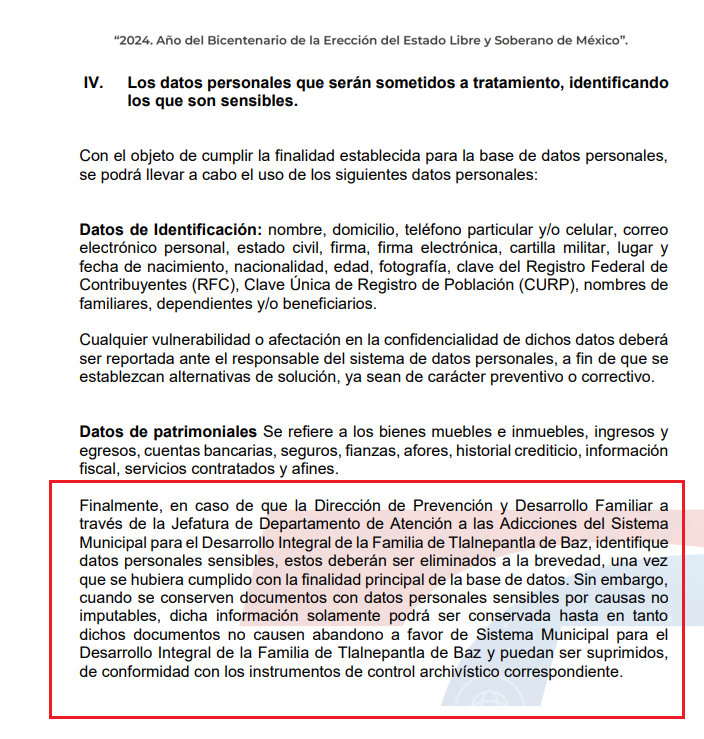 “2024. Año del Bicentenario de la Erección del Estado Libre y Soberano de México”.
IV. Los datos personales que serán sometidos a tratamiento, identificando
los que son sensibles.
Con el objeto de cumplir la finalidad establecida para la base de datos personales,
se podrá llevar a cabo el uso de los siguientes datos personales:
Datos de Identificación: nombre, domicilio, teléfono particular y/o celular, correo
electrónico personal, estado civil, firma, firma electrónica, cartilla militar, lugar y
fecha de nacimiento, nacionalidad, edad, fotografía, clave del Registro Federal de
Contribuyentes (RFC), Clave Única de Registro de Población (CURP), nombres de
familiares, dependientes y/o beneficiarios.
Cualquier vulnerabilidad o afectación en la confidencialidad de dichos datos deberá
ser reportada ante el responsable del sistema de datos personales, a fin de que se
establezcan alternativas de solución, ya sean de carácter preventivo o correctivo.
Datos de patrimoniales Se refiere a los bienes muebles e inmuebles, ingresos y
egresos, cuentas bancarias, seguros, fianzas, afores, historial crediticio, información
fiscal, servicios contratados y afines.
Finalmente, en caso de que la Dirección de Prevención y Desarrollo Familiar a
través de la Jefatura de Departamento de Atención a las Adicciones del Sistema
Municipal para el Desarrollo Integral de la Familia de Tlalnepantla de Baz, identifique
datos personales sensibles, estos deberán ser eliminados a la brevedad, una vez
que se hubiera cumplido con la finalidad principal de la base de datos. Sin embargo,
cuando se conserven documentos con datos personales sensibles por causas no
imputables, dicha información solamente podrá ser conservada hasta en tanto
dichos documentos no causen abandono a favor de Sistema Municipal para el
Desarrollo Integral de la Familia de Tlalnepantla de Baz y puedan ser suprimidos,
de conformidad con los instrumentos de control archivístico correspondiente.